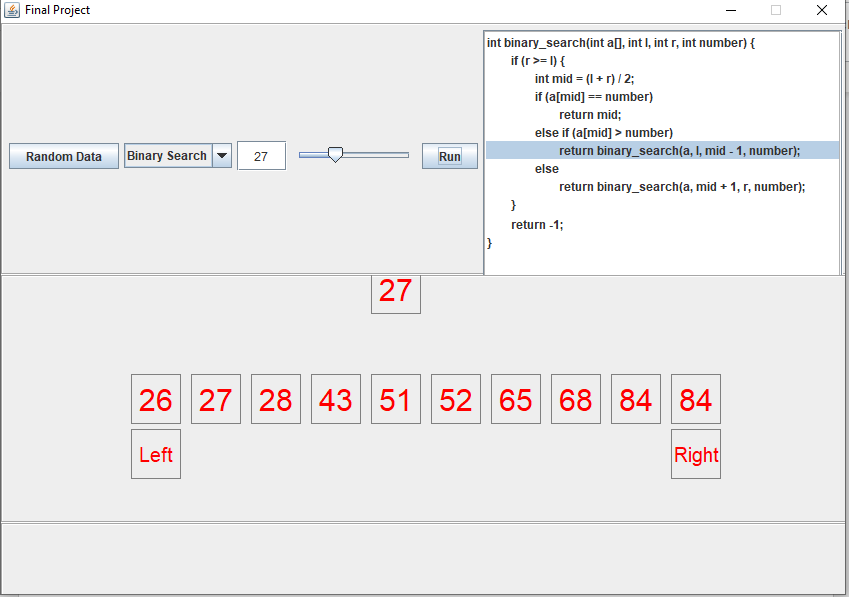 Final Project
Random Data
Binary Search
27
Run
int binary_search(int a[], int l, int r, int number) {
if (r >= l) {
int mid = (l + r) / 2;
if (a[mid] == number)
return mid;
else if (a[mid] > number)
return binary_search(a, l, mid - 1, number);
else
return binary_search(a, mid + 1, r, number);
}
return -1;
}
27
26 27 28 43 51 52 65 68 84 84
Left Right